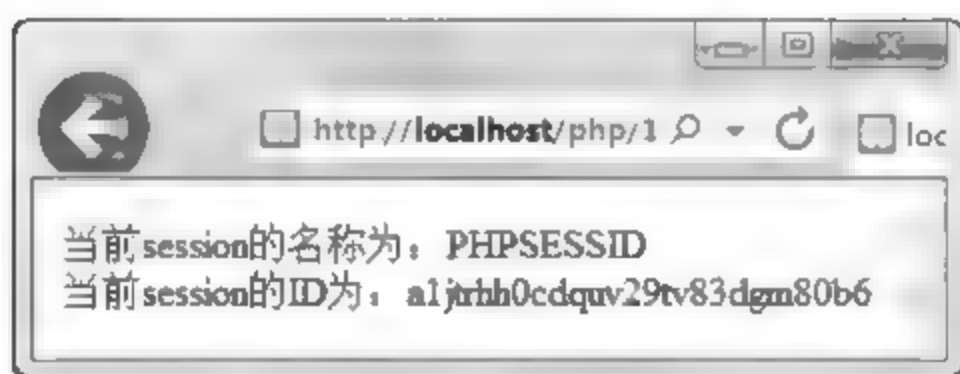 http://localhost/php/1
loc
当前session的名称为：PHPSESSID
当前session的ID为：